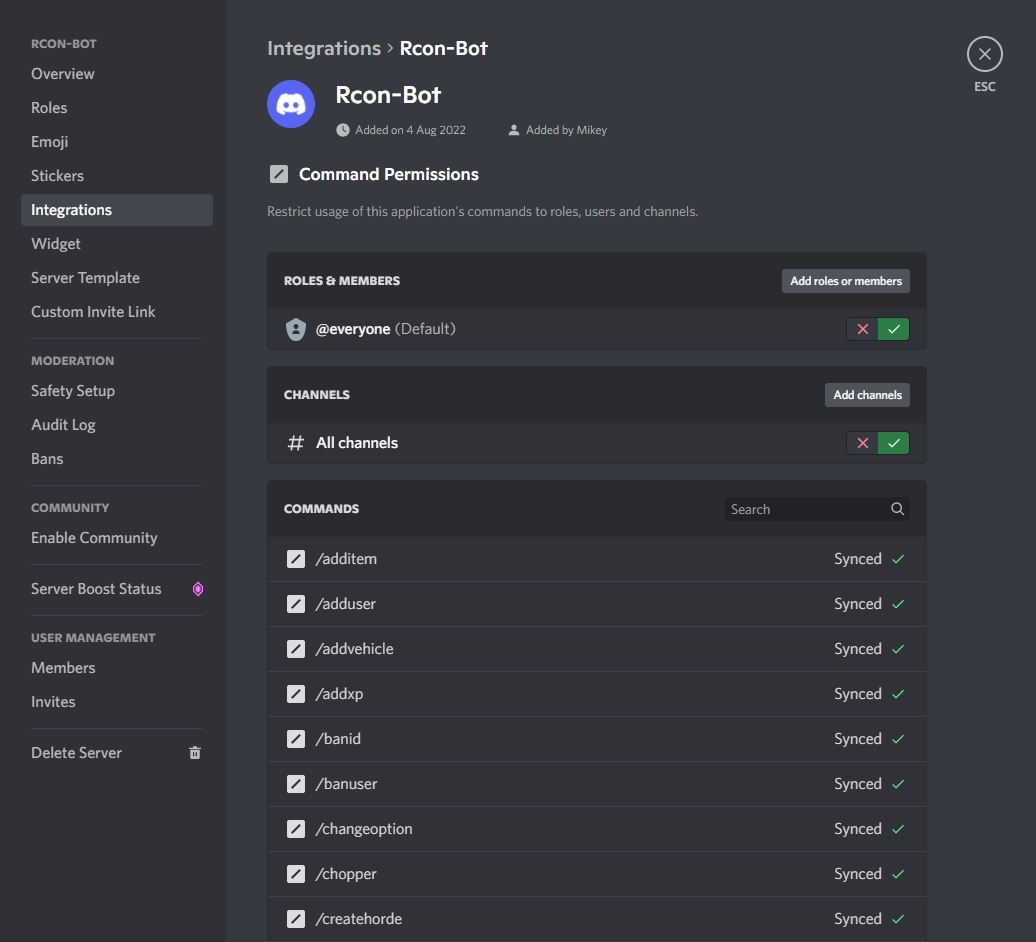 RCON-BOT
Overview
Roles
Emoji
Stickers
Integrations
Widget
Server Template
Custom Invite Link
MODERATION
Safety Setup
Audit Log
Bans
COMMUNITY
Enable Community
Server Boost Status
USER MANAGEMENT
Members
Invites
Delete Server
Integrations › Rcon-Bot
ESC
Rcon-Bot
Added on 4 Aug 2022 Added by Mikey
Command Permissions
Restrict usage of this application's commands to roles, users and channels.
ROLES & MEMBERS Add roles or members
@everyone (Default)
CHANNELS Add channels
All channels
COMMANDS Search
/additem Synced
/adduser Synced
/addvehicle Synced
/addxp Synced
/banid Synced
/banuser Synced
/changeoption Synced
/chopper Synced
/createhorde Synced